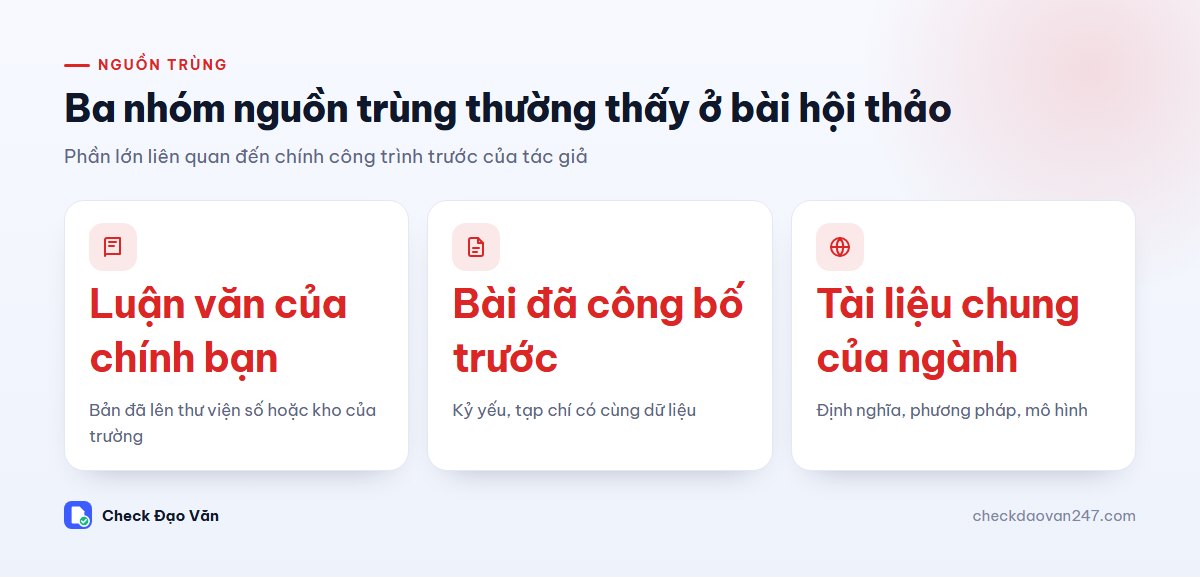 NGUỒN TRÙNG
Ba nhóm nguồn trùng thường thấy ở bài hội thảo
Phần lớn liên quan đến chính công trình trước của tác giả
Luận văn của
chính bạn
Bản đã lên thư viện số hoặc kho của
trường
Bài đã công bố
trước
Kỷ yếu, tạp chí có cùng dữ liệu
Tài liệu chung
của ngành
Định nghĩa, phương pháp, mô hình
Check Đạo Văn
checkdaovan247.com